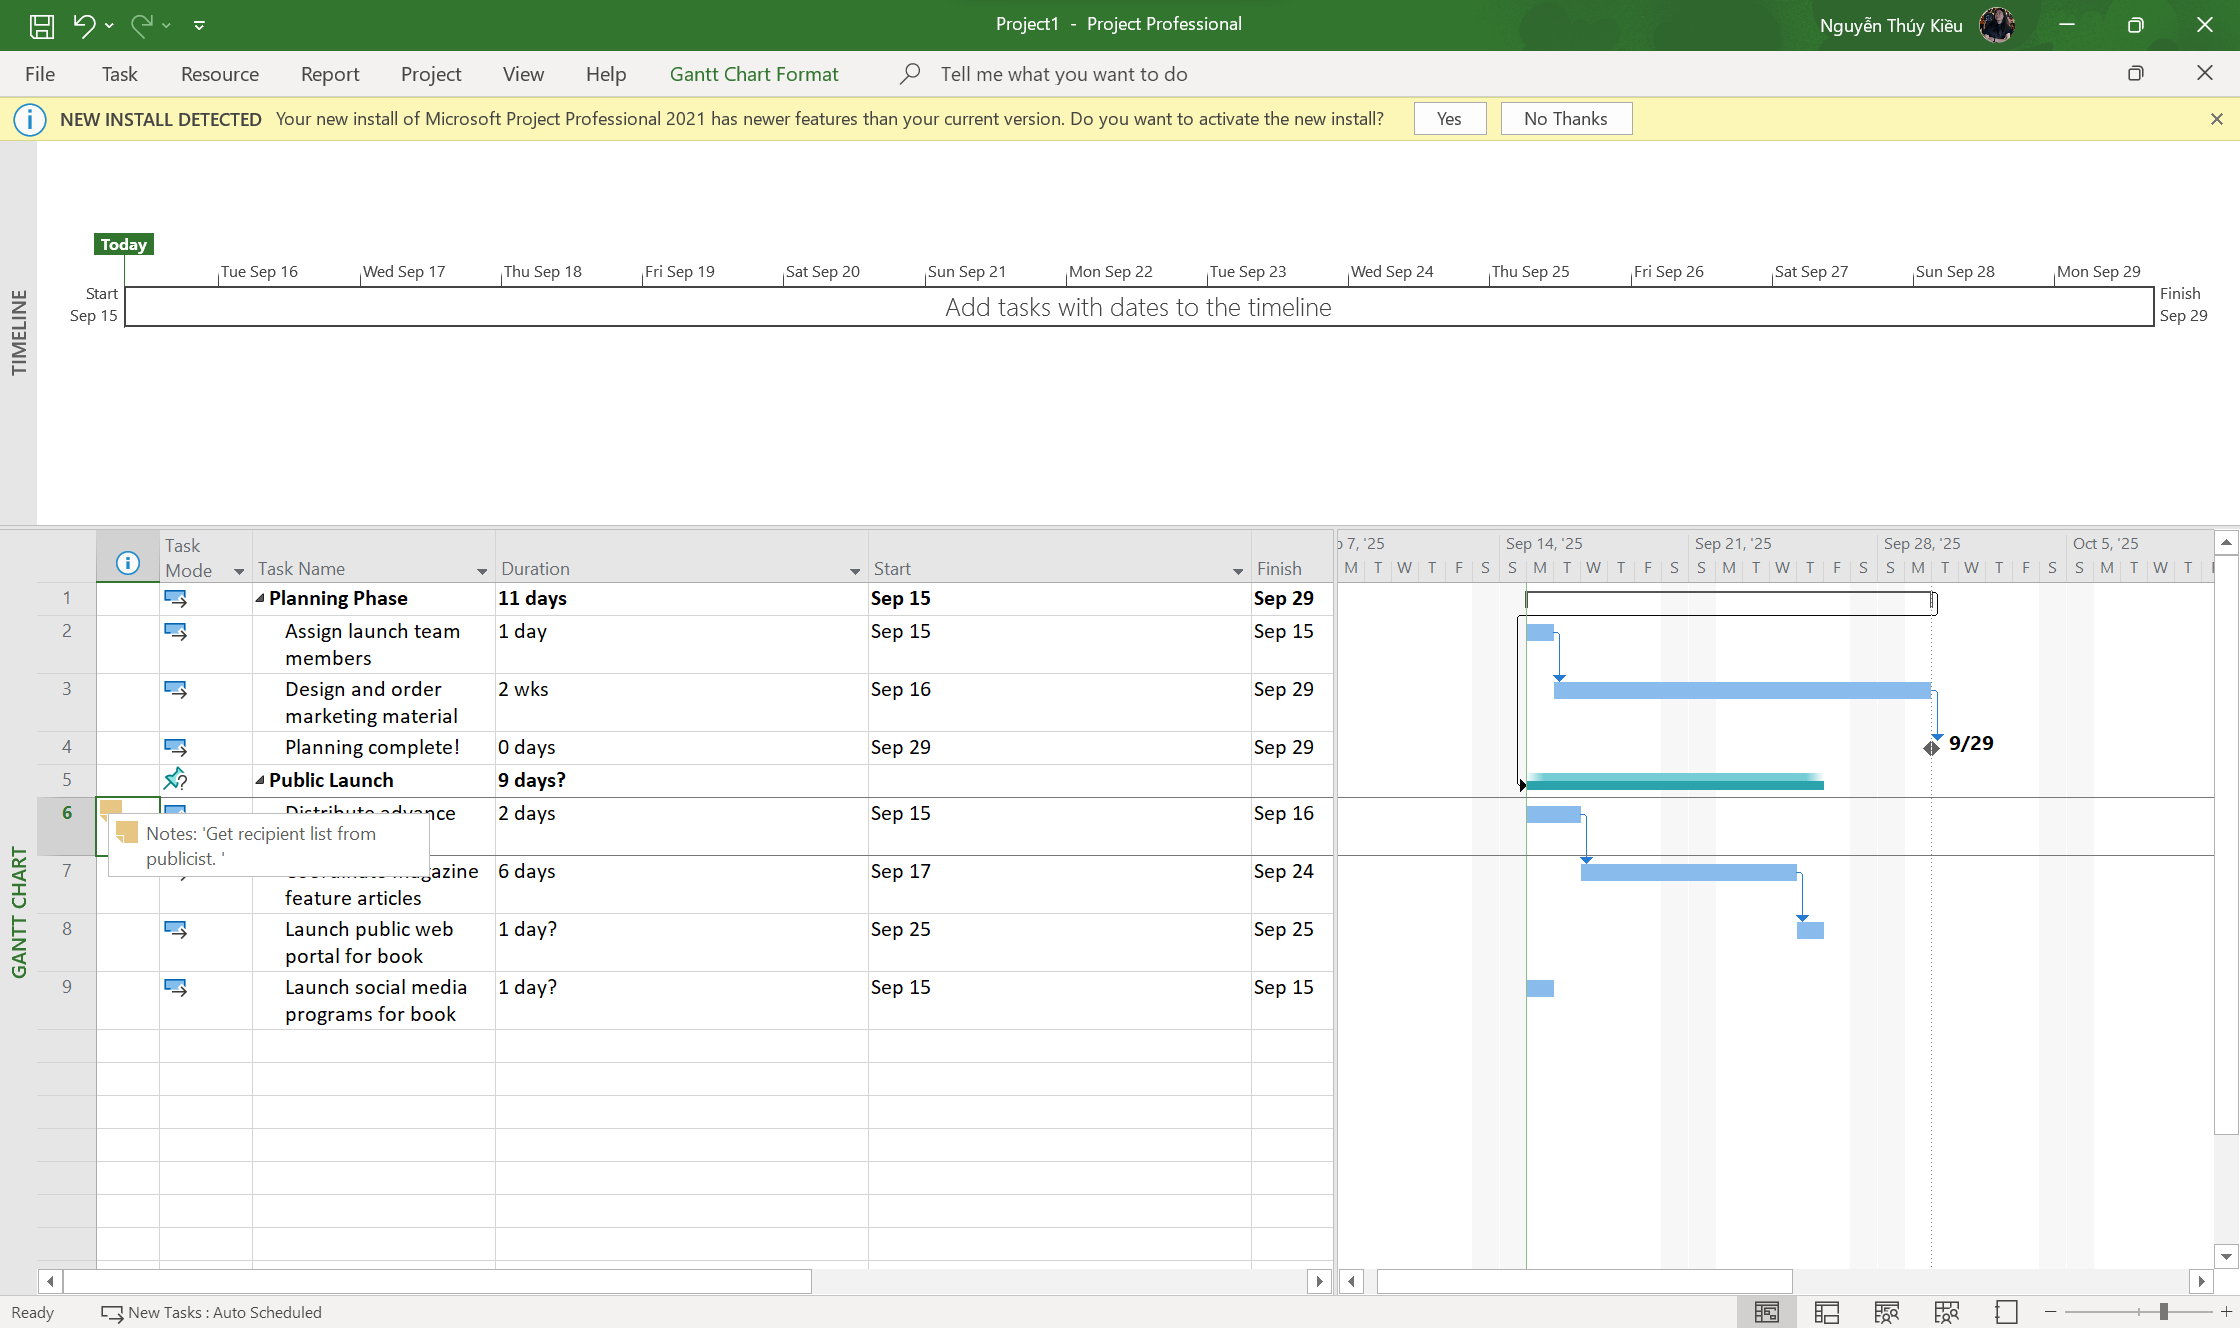 Project1 - Project Professional
Nguyễn Thúy Kiều
File Task Resource Report Project View Help Gantt Chart Format Tell me what you want to do
NEW INSTALL DETECTED Your new install of Microsoft Project Professional 2021 has newer features than your current version. Do you want to activate the new install? Yes No Thanks
TIMELINE
Today
Tue Sep 16 Wed Sep 17 Thu Sep 18 Fri Sep 19 Sat Sep 20 Sun Sep 21 Mon Sep 22 Tue Sep 23 Wed Sep 24 Thu Sep 25 Fri Sep 26 Sat Sep 27 Sun Sep 28 Mon Sep 29
Start
Sep 15
Add tasks with dates to the timeline
Finish
Sep 29
GANTT CHART
Task
Mode Task Name Duration Start Finish
7, '25 Sep 14, '25 Sep 21, '25 Sep 28, '25 Oct 5, '25
M T W T F S S M T W T F S S M T W T F S S M T W T F S S M T W T
1 Planning Phase 11 days Sep 15 Sep 29
2 Assign launch team 1 day Sep 15 Sep 15
members
3 Design and order 2 wks Sep 16 Sep 29
marketing material
4 Planning complete! 0 days Sep 29 Sep 29
9/29
5 Public Launch 9 days?
6 Distribute advance 2 days Sep 15 Sep 16
Notes: 'Get recipient list from
publicist. '
7 Coordinate magazine 6 days Sep 17 Sep 24
feature articles
8 Launch public web 1 day? Sep 25 Sep 25
portal for book
9 Launch social media 1 day? Sep 15 Sep 15
programs for book
Ready New Tasks : Auto Scheduled